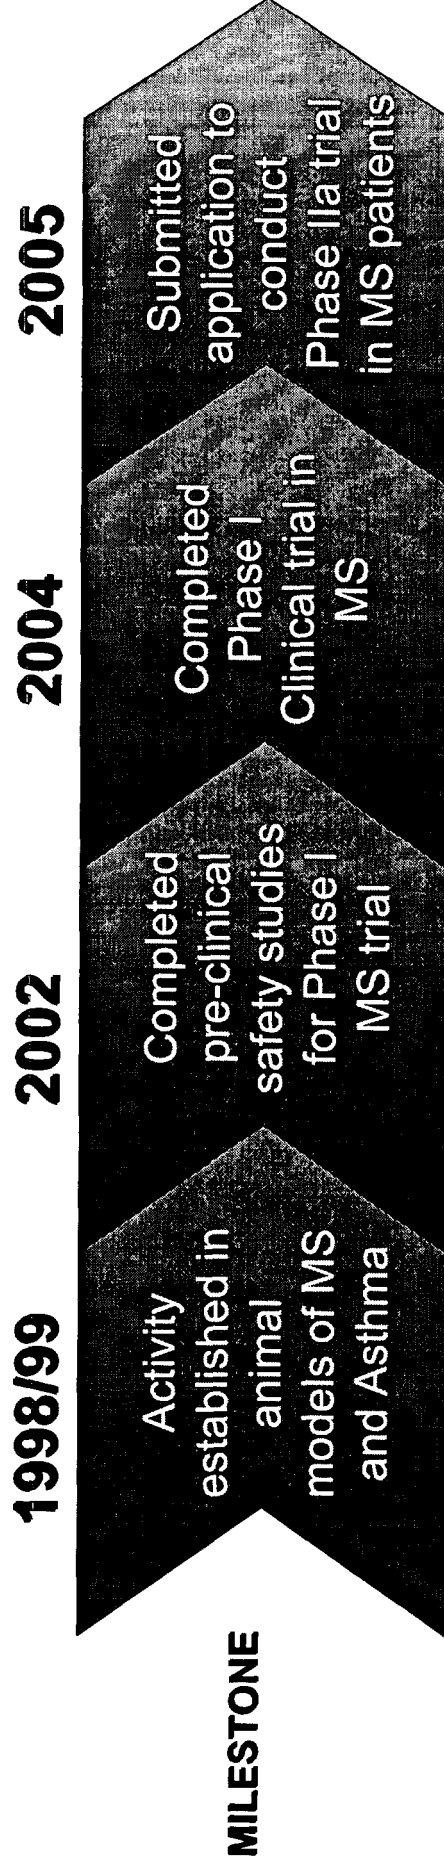 MILESTONE
1998/99
Activity
established in
animal
models of MS
and Asthma
2002
Completed
pre-clinical
safety studies
for Phase I
MS trial
2004
Completed
Phase I
Clinical trial in
MS
2005
Submitted
application to
conduct
Phase IIa trial
in MS patients